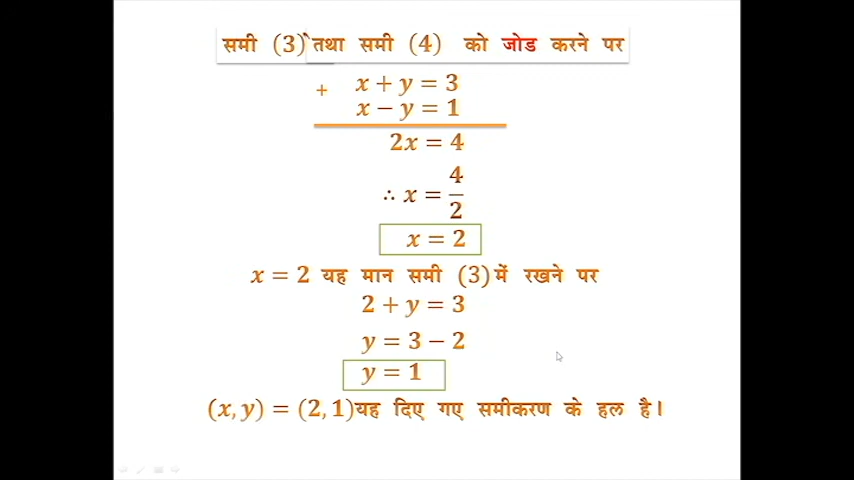 समी (3) तथा समी (4) को जोड करने पर
+ x + y = 3
x − y = 1
2x = 4
∴ x = 4/2
x = 2
x = 2 यह मान समी (3) में रखने पर
2 + y = 3
y = 3 − 2
y = 1
(x, y) = (2, 1) यह दिए गए समीकरण के हल है।